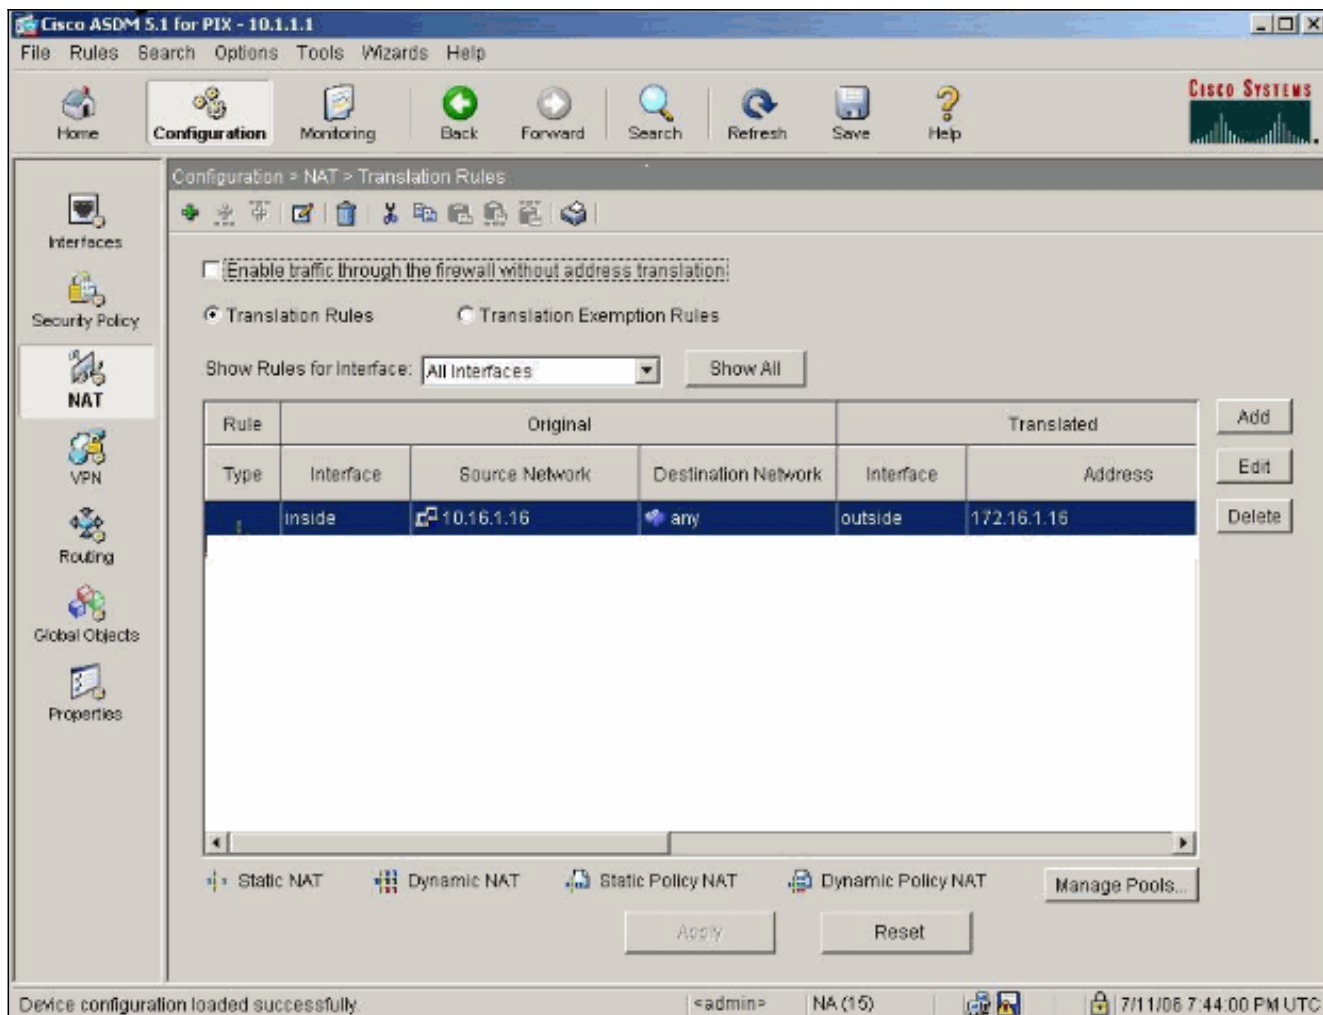 Cisco ASDM 5.1 for PIX - 10.1.1.1
File Rules Search Options Tools Wizards Help
Home Configuration Monitoring Back Forward Search Refresh Save Help
CISCO SYSTEMS
Configuration > NAT > Translation Rules
Interfaces
Security Policy
NAT
VPN
Routing
Global Objects
Properties
Enable traffic through the firewall without address translation
Translation Rules Translation Exemption Rules
Show Rules for Interface: All Interfaces Show All
Rule Original Translated
Type Interface Source Network Destination Network Interface Address
inside 10.16.1.16 any outside 172.16.1.16
Add
Edit
Delete
Static NAT Dynamic NAT Static Policy NAT Dynamic Policy NAT Manage Pools...
Apply Reset
Device configuration loaded successfully. <admin> NA (15) 7/11/06 7:44:00 PM UTC